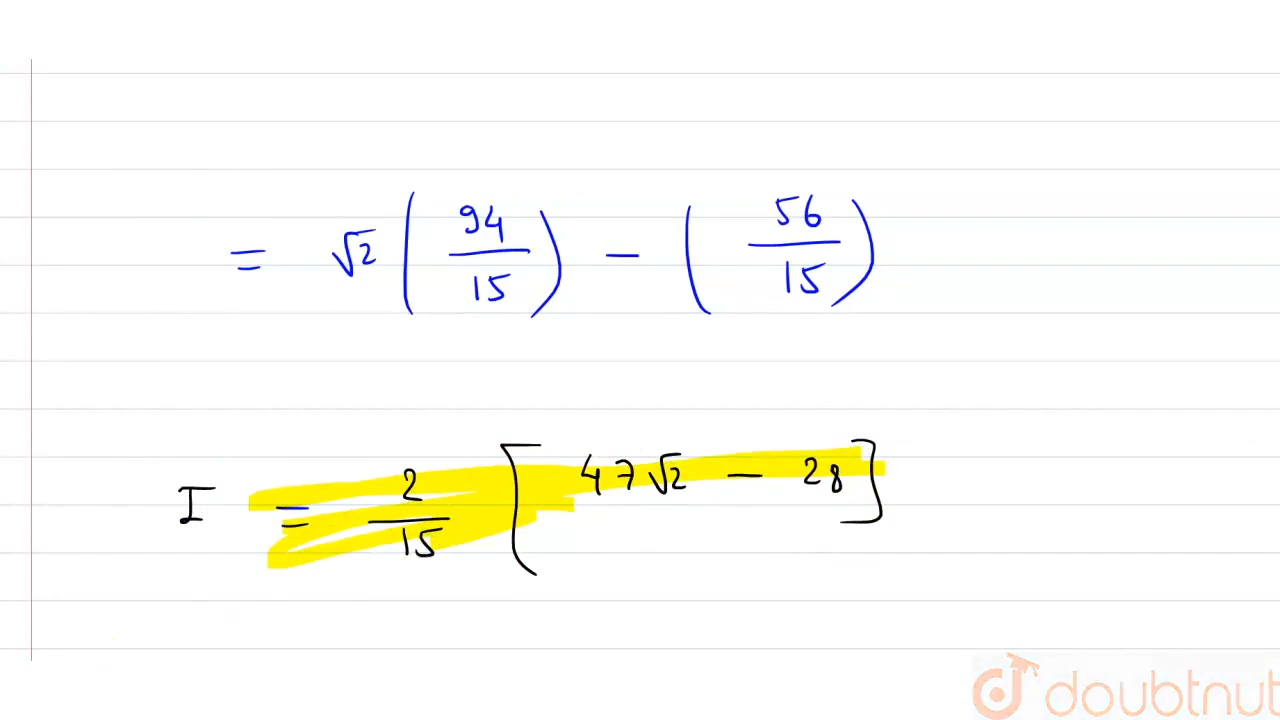 = √2 ( 94/15 ) - ( 56/15 )
I = 2/15 [ 47√2 - 28 ]
doubtnut